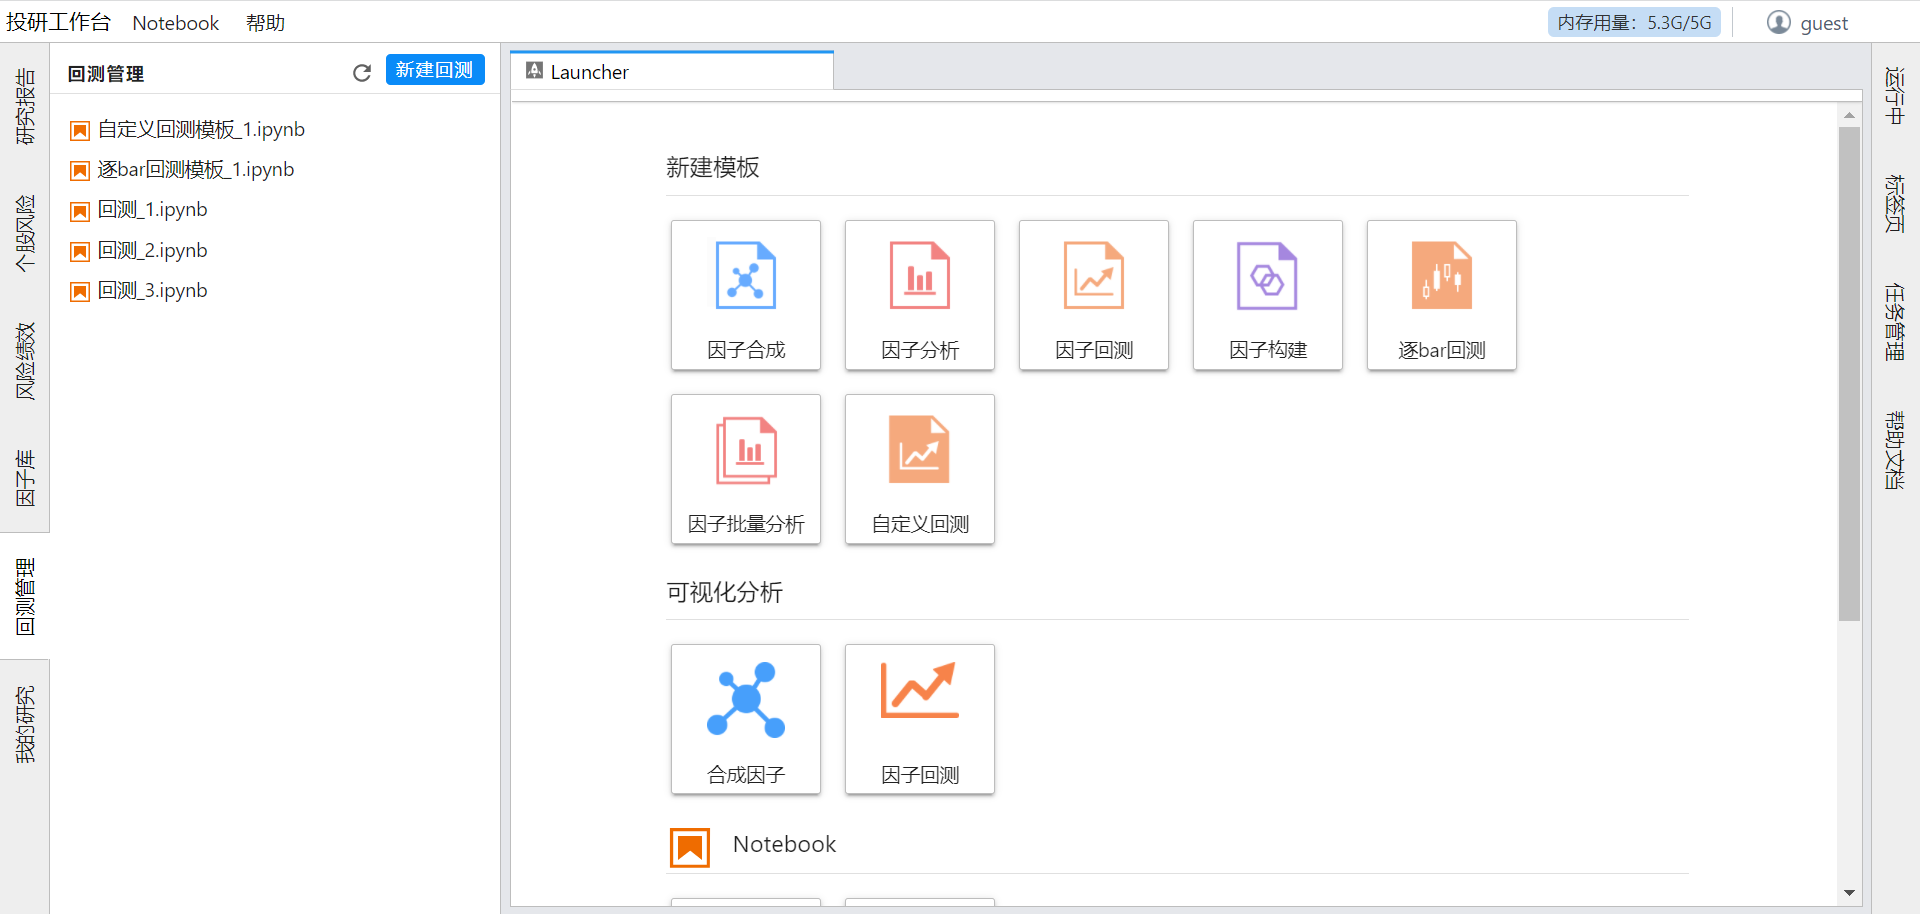 投研工作台 Notebook 帮助
内存用量：5.3G/5G
guest
研究报告
个股风险
风险绩效
因子库
回测管理
我的研究
回测管理
新建回测
自定义回测模板_1.ipynb
逐bar回测模板_1.ipynb
回测_1.ipynb
回测_2.ipynb
回测_3.ipynb
Launcher
新建模板
因子合成 因子分析 因子回测 因子构建 逐bar回测
因子批量分析 自定义回测
可视化分析
合成因子 因子回测
Notebook
运行中
标签页
任务管理
帮助文档